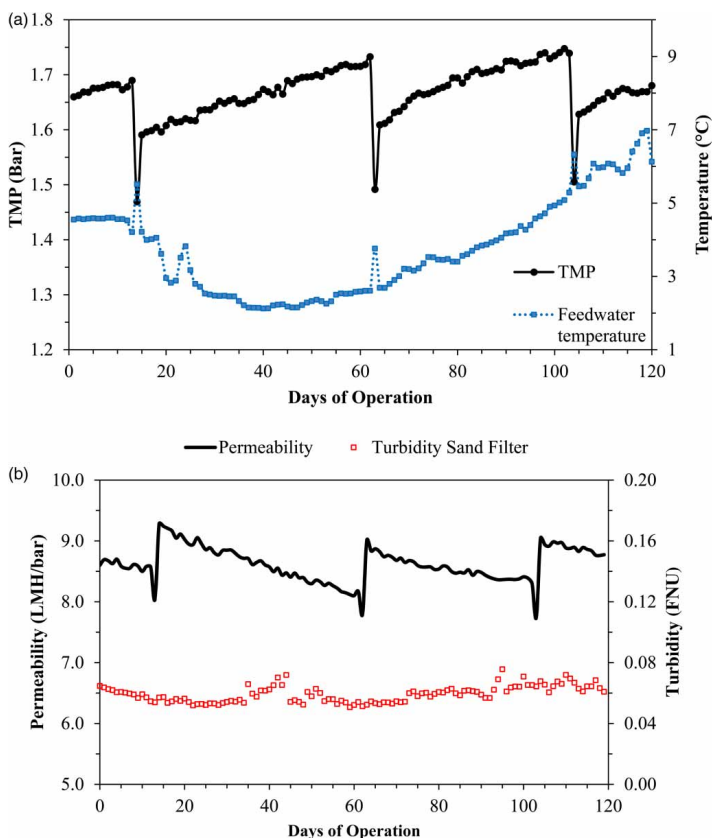 (a)
1.8
1.7
1.6
1.5
1.4
1.3
1.2
TMP (Bar)
9
7
5
3
1
Temperature (°C)
TMP
Feedwater
temperature
0 20 40 60 80 100 120
Days of Operation
Permeability Turbidity Sand Filter
(b)
10.0
9.0
8.0
6.7
6.0
5.0
Permeability (LMH/bar)
0.20
0.16
0.12
0.08
0.04
0.00
Turbidity (FNU)
0 20 40 60 80 100 120
Days of Operation